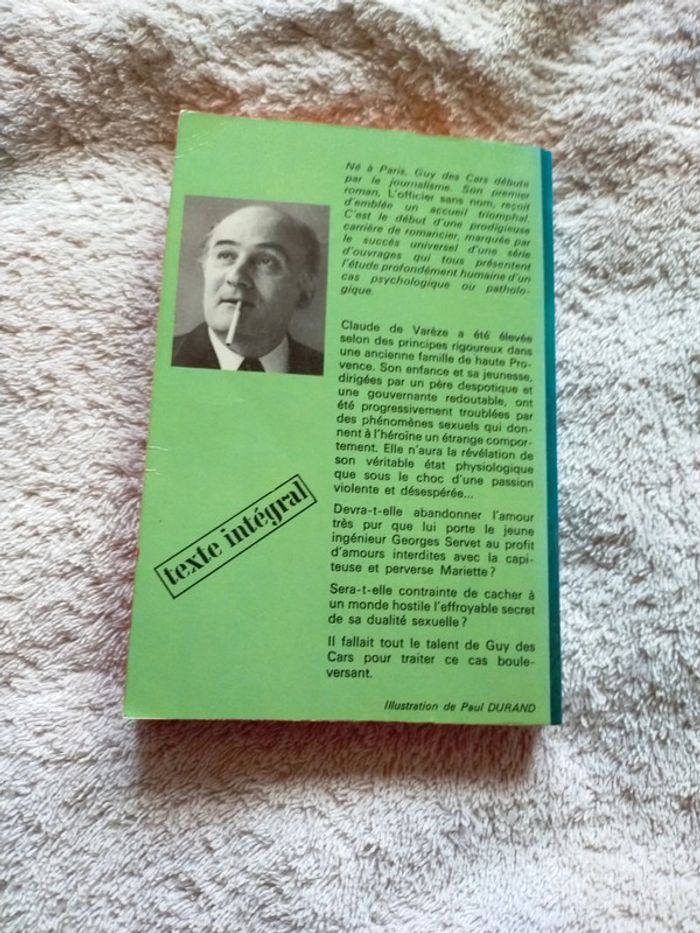 Né à Paris, Guy des Cars débute
par le journalisme. Son premier
roman, L'officier sans nom, reçoit
d'emblée un accueil triomphal.
C'est le début d'une prodigieuse
carrière de romancier, marquée par
le succès universel d'une série
d'ouvrages qui tous présentent
l'étude profondément humaine d'un
cas psychologique ou patholo-
gique.
Claude de Varèze a été élevée
selon des principes rigoureux dans
une ancienne famille de haute Pro-
vence. Son enfance et sa jeunesse,
dirigées par un père despotique et
une gouvernante redoutable, ont
été progressivement troublées par
des phénomènes sexuels qui don-
nent à l'héroïne un étrange compor-
tement. Elle n'aura la révélation de
son véritable état physiologique
que sous le choc d'une passion
violente et désespérée...
Devra-t-elle abandonner l'amour
très pur que lui porte le jeune
ingénieur Georges Servet au profit
d'amours interdites avec la capi-
teuse et perverse Mariette ?
Sera-t-elle contrainte de cacher à
un monde hostile l'effroyable secret
de sa dualité sexuelle ?
Il fallait tout le talent de Guy des
Cars pour traiter ce cas boule-
versant.
texte intégral
Illustration de Paul DURAND